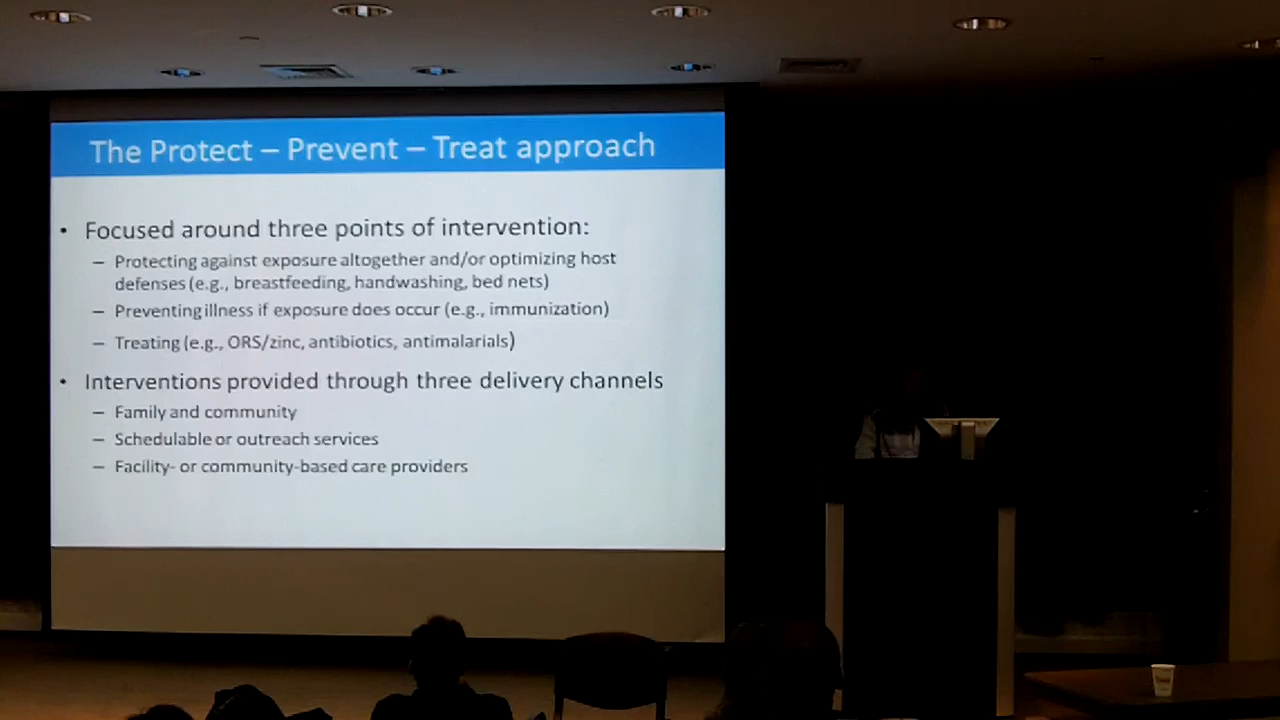 The Protect – Prevent – Treat approach
• Focused around three points of intervention:
– Protecting against exposure altogether and/or optimizing host
defenses (e.g., breastfeeding, handwashing, bed nets)
– Preventing illness if exposure does occur (e.g., immunization)
– Treating (e.g., ORS/zinc, antibiotics, antimalarials)
• Interventions provided through three delivery channels
– Family and community
– Schedulable or outreach services
– Facility- or community-based care providers